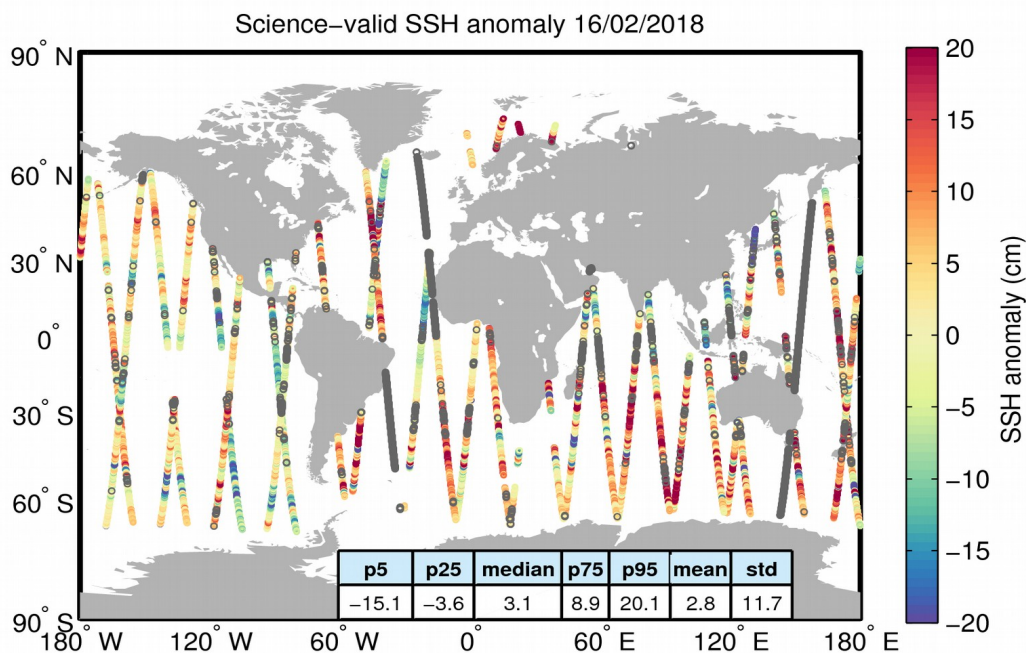 Science−valid SSH anomaly 16/02/2018
90° N
60° N
30° N
0°
30° S
60° S
90° S
180° W
120° W
60° W
0°
60° E
120° E
180° E
p5 p25 median p75 p95 mean std
−15.1 −3.6 3.1 8.9 20.1 2.8 11.7
20
15
10
5
0
−5
−10
−15
−20
SSH anomaly (cm)